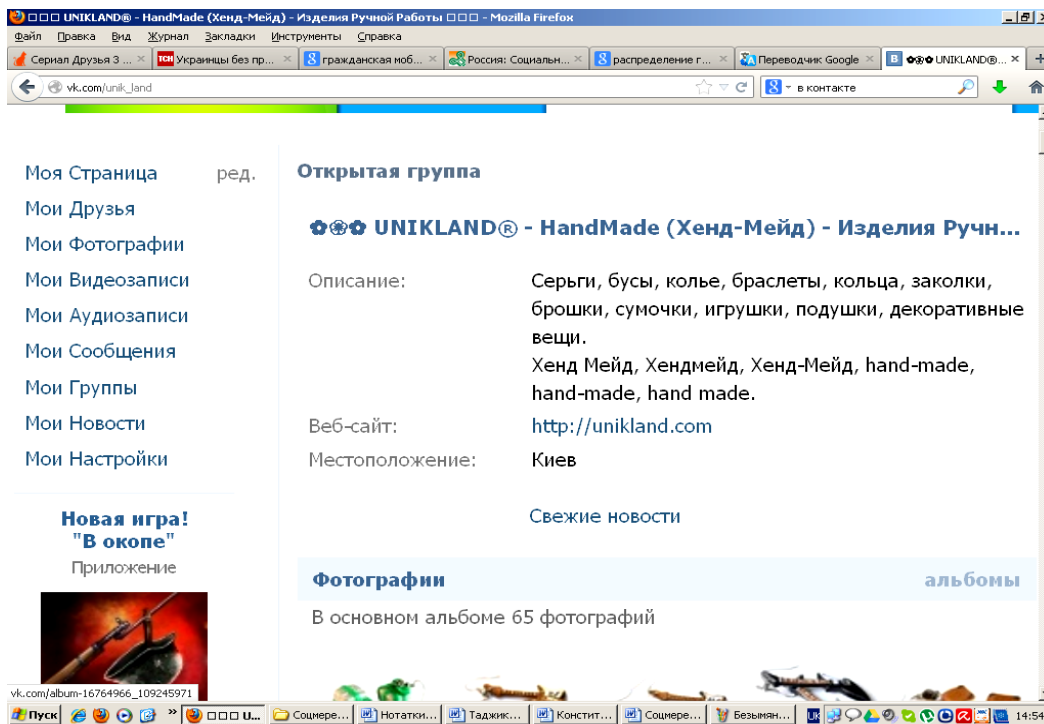 □□□ UNIKLAND® - HandMade (Хенд-Мейд) - Изделия Ручной Работы □□□ - Mozilla Firefox
Файл Правка Вид Журнал Закладки Инструменты Справка
Сериал Друзья 3 ... ТСН Украинцы без пр... 8 гражданская моб... Россия: Социальн... 8 распределение г... Переводчик Google B ✿❀✿ UNIKLAND®...
vk.com/unik_land 8 в контакте
Моя Страница ред.
Мои Друзья
Мои Фотографии
Мои Видеозаписи
Мои Аудиозаписи
Мои Сообщения
Мои Группы
Мои Новости
Мои Настройки
Новая игра!
"В окопе"
Приложение
Открытая группа
✿❀✿ UNIKLAND® - HandMade (Хенд-Мейд) - Изделия Ручн...
Описание: Серьги, бусы, колье, браслеты, кольца, заколки,
брошки, сумочки, игрушки, подушки, декоративные
вещи.
Хенд Мейд, Хендмейд, Хенд-Мейд, hand-made,
hand-made, hand made.
Веб-сайт: http://unikland.com
Местоположение: Киев
Свежие новости
Фотографии альбомы
В основном альбоме 65 фотографий
vk.com/album-16764966_109245971
Пуск » □□□ U... Соцмере... Нотатки... Таджик... Констит... Соцмере... Безымян... Uk 14:54